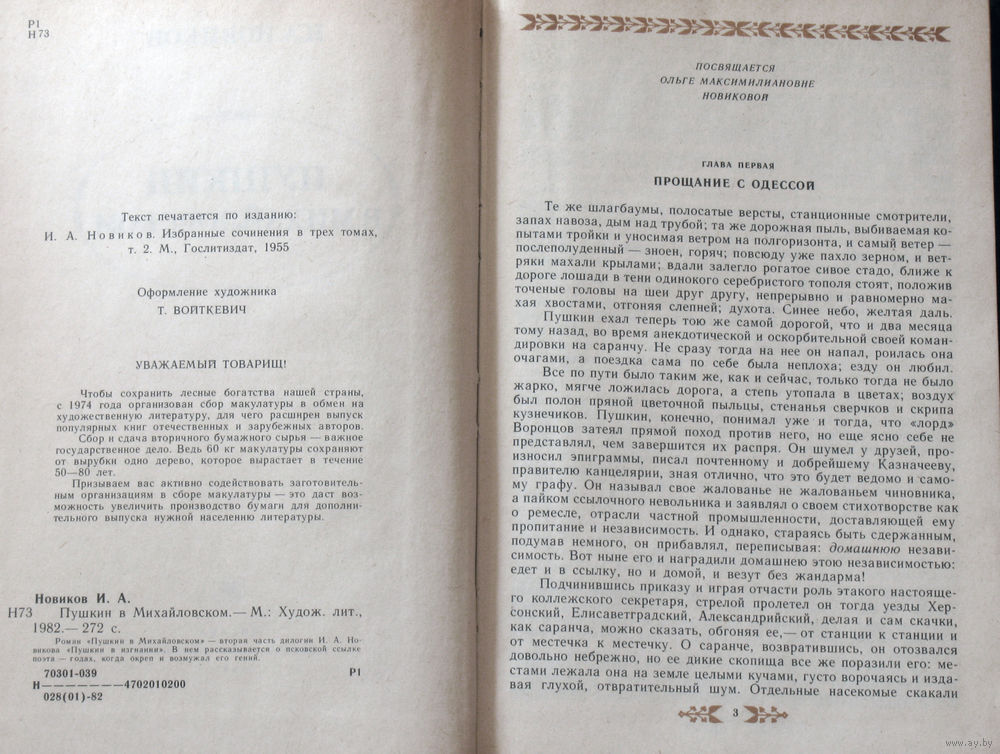 Р1
Н73
Текст печатается по изданию:
И. А. Новиков. Избранные сочинения в трех томах,
т. 2. М., Гослитиздат, 1955
Оформление художника
Т. ВОЙТКЕВИЧ
УВАЖАЕМЫЙ ТОВАРИЩ!
Чтобы сохранить лесные богатства нашей страны,
с 1974 года организован сбор макулатуры в обмен на
художественную литературу, для чего расширен выпуск
популярных книг отечественных и зарубежных авторов.
Сбор и сдача вторичного бумажного сырья — важное
государственное дело. Ведь 60 кг макулатуры сохраняют
от вырубки одно дерево, которое вырастает в течение
50—80 лет.
Призываем вас активно содействовать заготовитель-
ным организациям в сборе макулатуры — это даст воз-
можность увеличить производство бумаги для дополни-
тельного выпуска нужной населению литературы.
Новиков И. А.
Н73 Пушкин в Михайловском.— М.: Худож. лит.,
1982.— 272 с.
Роман «Пушкин в Михайловском» — вторая часть дилогии И. А. Но-
викова «Пушкин в изгнании». В нем рассказывается о псковской ссылке
поэта — годах, когда окреп и возмужал его гений.
70301-039 Р1
Н———————4702010200
028(01)-82
ПОСВЯЩАЕТСЯ
ОЛЬГЕ МАКСИМИЛИАНОВНЕ
НОВИКОВОЙ
ГЛАВА ПЕРВАЯ
ПРОЩАНИЕ С ОДЕССОЙ
Те же шлагбаумы, полосатые версты, станционные смотрители,
запах навоза, дым над трубой; та же дорожная пыль, выбиваемая ко-
пытами тройки и уносимая ветром на полгоризонта, и самый ветер —
послеполуденный — зноен, горяч; повсюду уже пахло зерном, и вет-
ряки махали крылами; вдали залегло рогатое сивое стадо, ближе к
дороге лошади в тени одинокого серебристого тополя стоят, положив
точеные головы на шеи друг другу, непрерывно и равномерно ма-
хая хвостами, отгоняя слепней; духота. Синее небо, желтая даль.
Пушкин ехал теперь тою же самой дорогой, что и два месяца
тому назад, во время анекдотической и оскорбительной своей коман-
дировки на саранчу. Не сразу тогда на нее он напал, роилась она
очагами, а поездка сама по себе была неплоха; езду он любил.
Все по пути было таким же, как и сейчас, только тогда не было
жарко, мягче ложилась дорога, а степь утопала в цветах; воздух
был полон пряной цветочной пыльцы, стенанья сверчков и скрипа
кузнечиков. Пушкин, конечно, понимал уже и тогда, что «лорд»
Воронцов затеял прямой поход против него, но еще ясно себе не
представлял, чем завершится их распря. Он шумел у друзей, про-
износил эпиграммы, писал почтенному и добрейшему Казначееву,
правителю канцелярии, зная отлично, что это будет ведомо и само-
му графу. Он называл свое жалованье не жалованьем чиновника,
а пайком ссылочного невольника и заявлял о своем стихотворстве как
о ремесле, отрасли частной промышленности, доставляющей ему
пропитание и независимость. И однако, стараясь быть сдержанным,
подумав немного, он прибавлял, переписывая: домашнюю незави-
симость. Вот ныне его и наградили домашнею этою независимостью:
едет и в ссылку, но и домой, и везут без жандарма!
Подчинившись приказу и играя отчасти роль этакого настояще-
го коллежского секретаря, стрелой пролетел он тогда уезды Хер-
сонский, Елисаветградский, Александрийский, делая и сам скачки,
как саранча, можно сказать, обгоняя ее,— от станции к станции и
от местечка к местечку. О саранче, возвратившись, он отозвался
довольно небрежно, но ее дикие скопища все же поразили его: ме-
стами лежала она на земле целыми кучами, густо ворочаясь и изда-
вая глухой, отвратительный шум. Отдельные насекомые скакали
3
www.ay.by